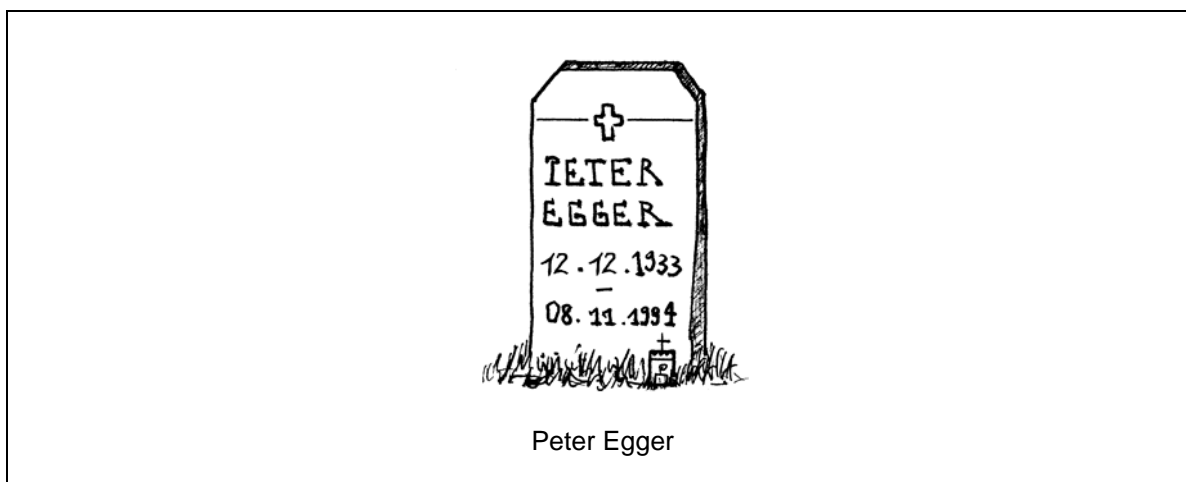 PETER
EGGER
12.12.1933
–
08.11.1994
Peter Egger